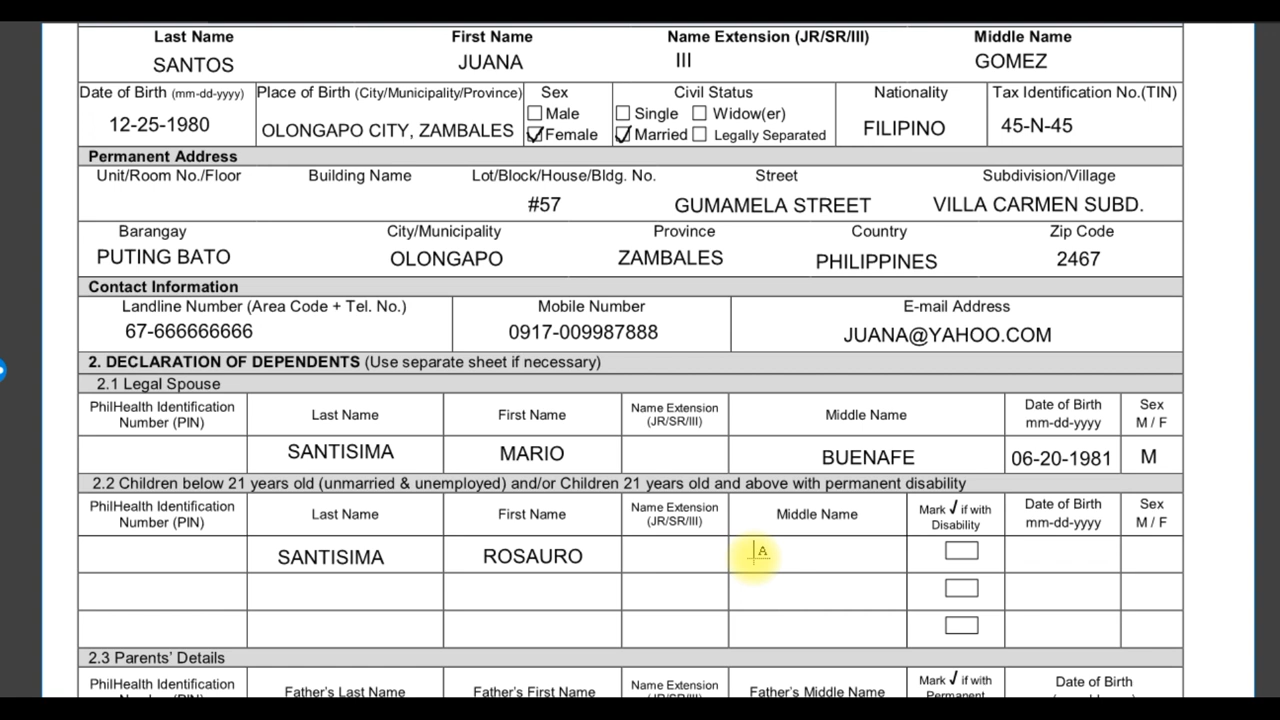 Last Name First Name Name Extension (JR/SR/III) Middle Name
SANTOS JUANA III GOMEZ
Date of Birth (mm-dd-yyyy) Place of Birth (City/Municipality/Province) Sex Civil Status Nationality Tax Identification No.(TIN)
Male Single Widow(er)
12-25-1980 OLONGAPO CITY, ZAMBALES Female Married Legally Separated FILIPINO 45-N-45
Permanent Address
Unit/Room No./Floor Building Name Lot/Block/House/Bldg. No. Street Subdivision/Village
#57 GUMAMELA STREET VILLA CARMEN SUBD.
Barangay City/Municipality Province Country Zip Code
PUTING BATO OLONGAPO ZAMBALES PHILIPPINES 2467
Contact Information
Landline Number (Area Code + Tel. No.) Mobile Number E-mail Address
67-666666666 0917-009987888 JUANA@YAHOO.COM
2. DECLARATION OF DEPENDENTS (Use separate sheet if necessary)
2.1 Legal Spouse
PhilHealth Identification Number (PIN) Last Name First Name Name Extension (JR/SR/III) Middle Name Date of Birth mm-dd-yyyy Sex M / F
SANTISIMA MARIO BUENAFE 06-20-1981 M
2.2 Children below 21 years old (unmarried & unemployed) and/or Children 21 years old and above with permanent disability
PhilHealth Identification Number (PIN) Last Name First Name Name Extension (JR/SR/III) Middle Name Mark ✓ if with Disability Date of Birth mm-dd-yyyy Sex M / F
SANTISIMA ROSAURO A
2.3 Parents' Details
PhilHealth Identification Number (PIN) Father's Last Name Father's First Name Name Extension (JR/SR/III) Father's Middle Name Mark ✓ if with Permanent Date of Birth